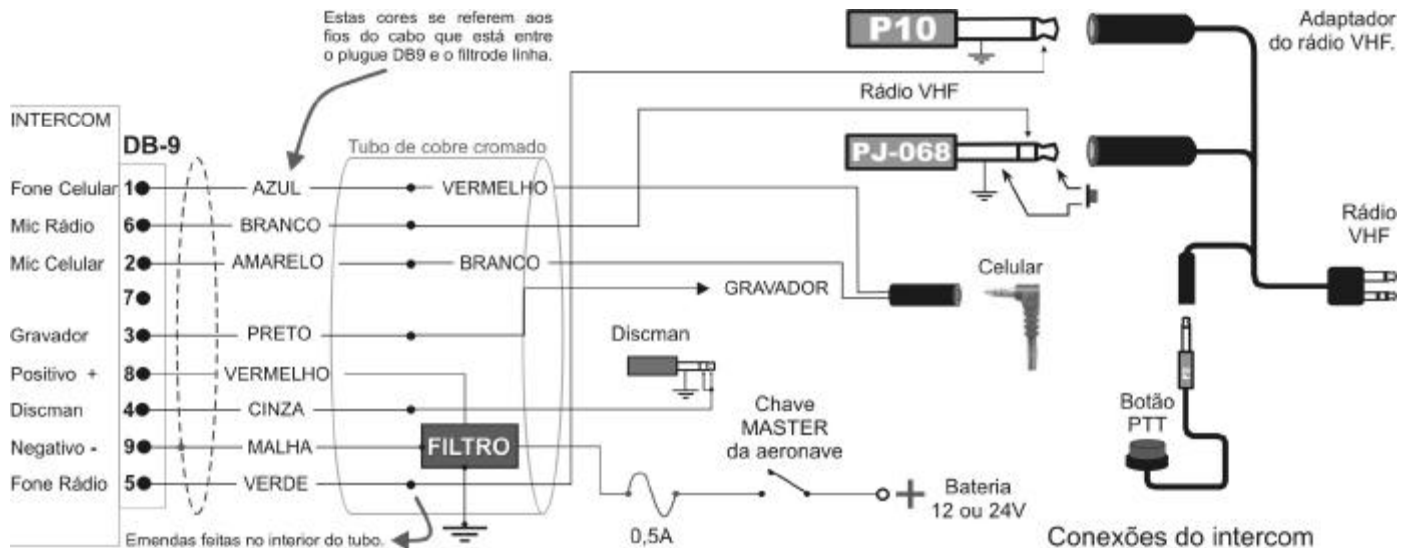 Estas cores se referem aos
fios do cabo que está entre
o plugue DB9 e o filtrode linha.
P10
Adaptador
do rádio VHF.
Rádio VHF
INTERCOM
DB-9
Tubo de cobre cromado
PJ-068
Fone Celular 1 AZUL VERMELHO
Mic Rádio 6 BRANCO
Rádio
VHF
Mic Celular 2 AMARELO BRANCO
Celular
7
GRAVADOR
Gravador 3 PRETO
Discman
Positivo + 8 VERMELHO
Discman 4 CINZA
Chave
MASTER
da aeronave
Botão
PTT
Negativo - 9 MALHA FILTRO
Fone Rádio 5 VERDE
+ Bateria
12 ou 24V
Emendas feitas no interior do tubo.
0,5A
Conexões do intercom